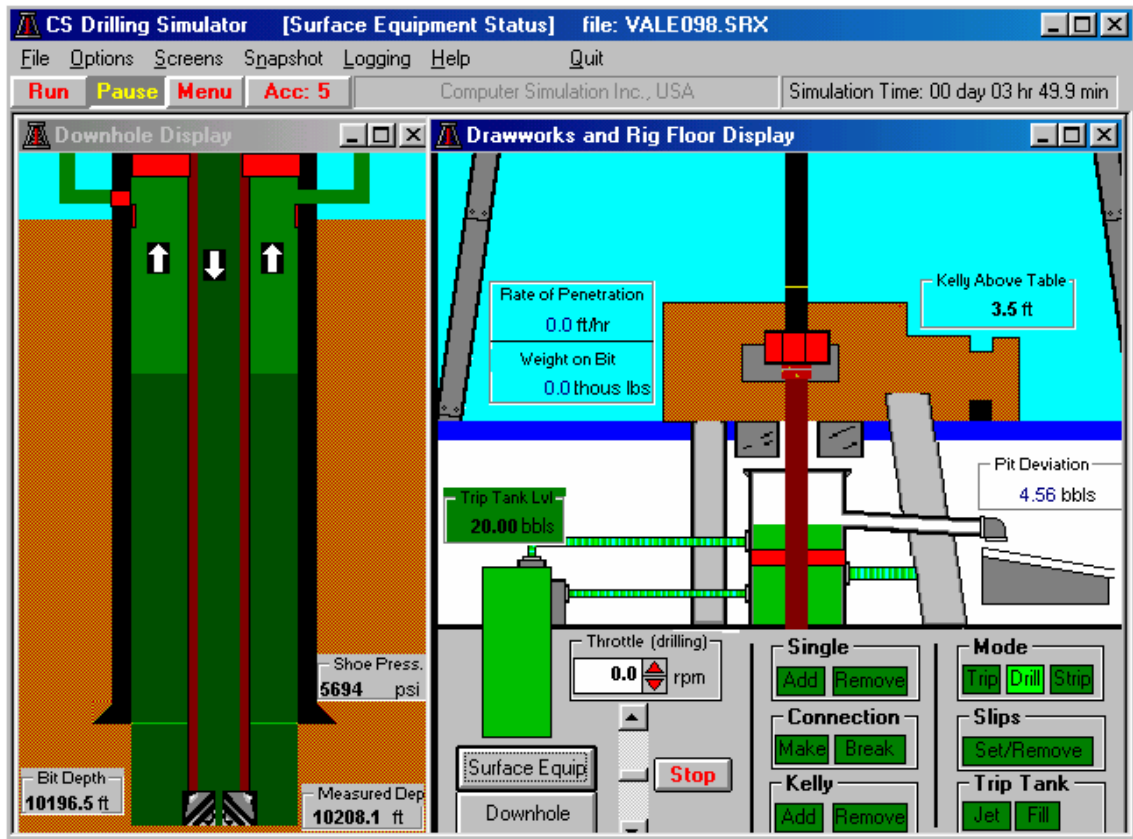 CS Drilling Simulator [Surface Equipment Status] file: VALE098.SRX
File Options Screens Snapshot Logging Help Quit
Run Pause Menu Acc: 5 Computer Simulation Inc., USA Simulation Time: 00 day 03 hr 49.9 min
Downhole Display
Shoe Press.
5694 psi
Bit Depth
10196.5 ft
Measured Dep
10208.1 ft
Drawworks and Rig Floor Display
Rate of Penetration
0.0 ft/hr
Weight on Bit
0.0 thous lbs
Kelly Above Table
3.5 ft
Pit Deviation
4.56 bbls
Trip Tank Lvl
20.00 bbls
Throttle (drilling)
0.0 rpm
Surface Equip
Downhole
Stop
Single
Add Remove
Connection
Make Break
Kelly
Add Remove
Mode
Trip Drill Strip
Slips
Set/Remove
Trip Tank
Jet Fill